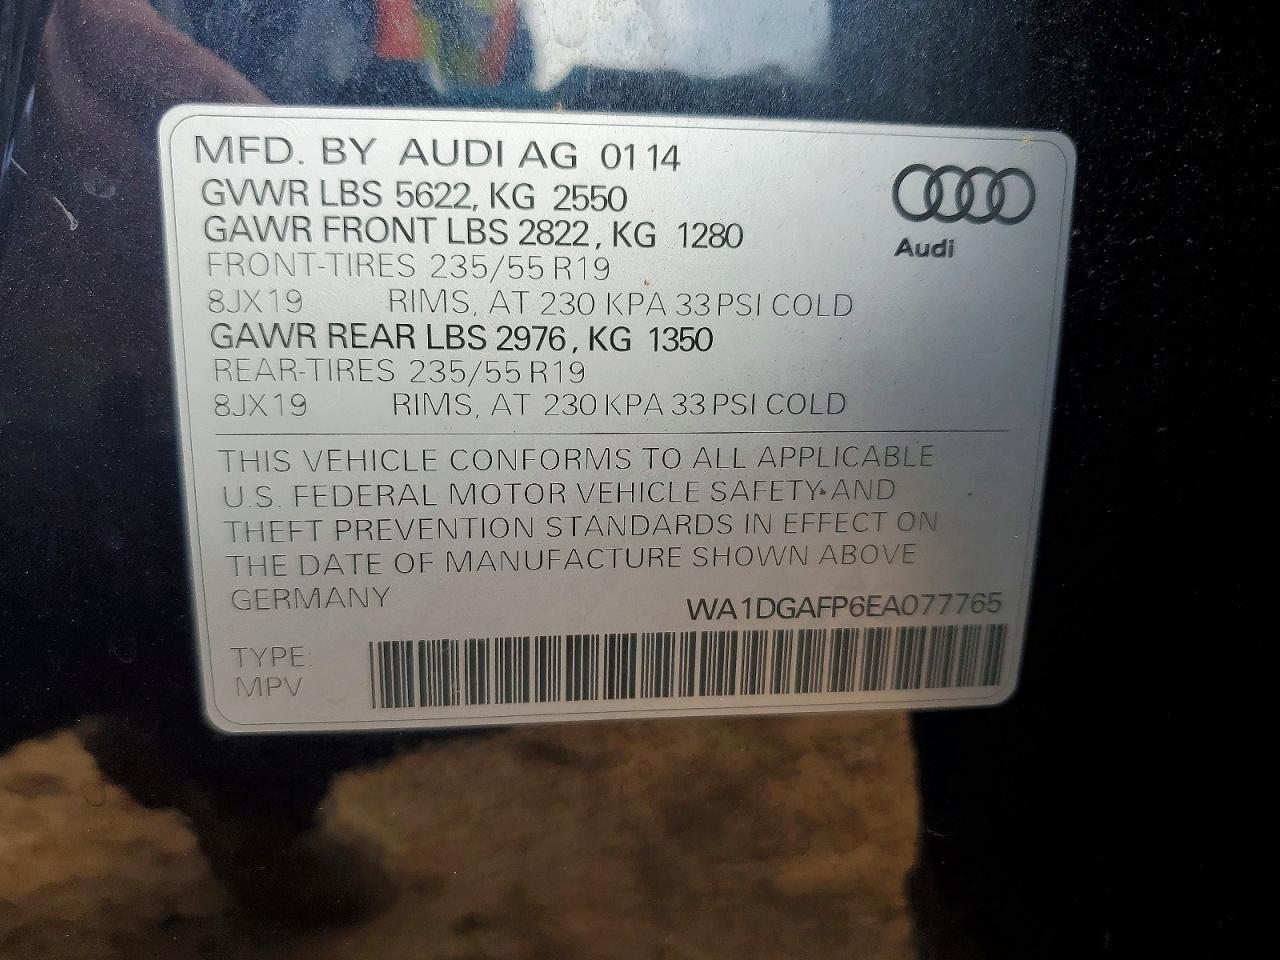 MFD. BY AUDI AG 01 14
GVWR LBS 5622, KG 2550
GAWR FRONT LBS 2822, KG 1280
FRONT-TIRES 235/55 R19
8JX19 RIMS, AT 230 KPA 33 PSI COLD
GAWR REAR LBS 2976, KG 1350
REAR-TIRES 235/55 R19
8JX19 RIMS, AT 230 KPA 33 PSI COLD
Audi
THIS VEHICLE CONFORMS TO ALL APPLICABLE
U.S. FEDERAL MOTOR VEHICLE SAFETY AND
THEFT PREVENTION STANDARDS IN EFFECT ON
THE DATE OF MANUFACTURE SHOWN ABOVE
GERMANY
WA1DGAFP6EA077765
TYPE:
MPV